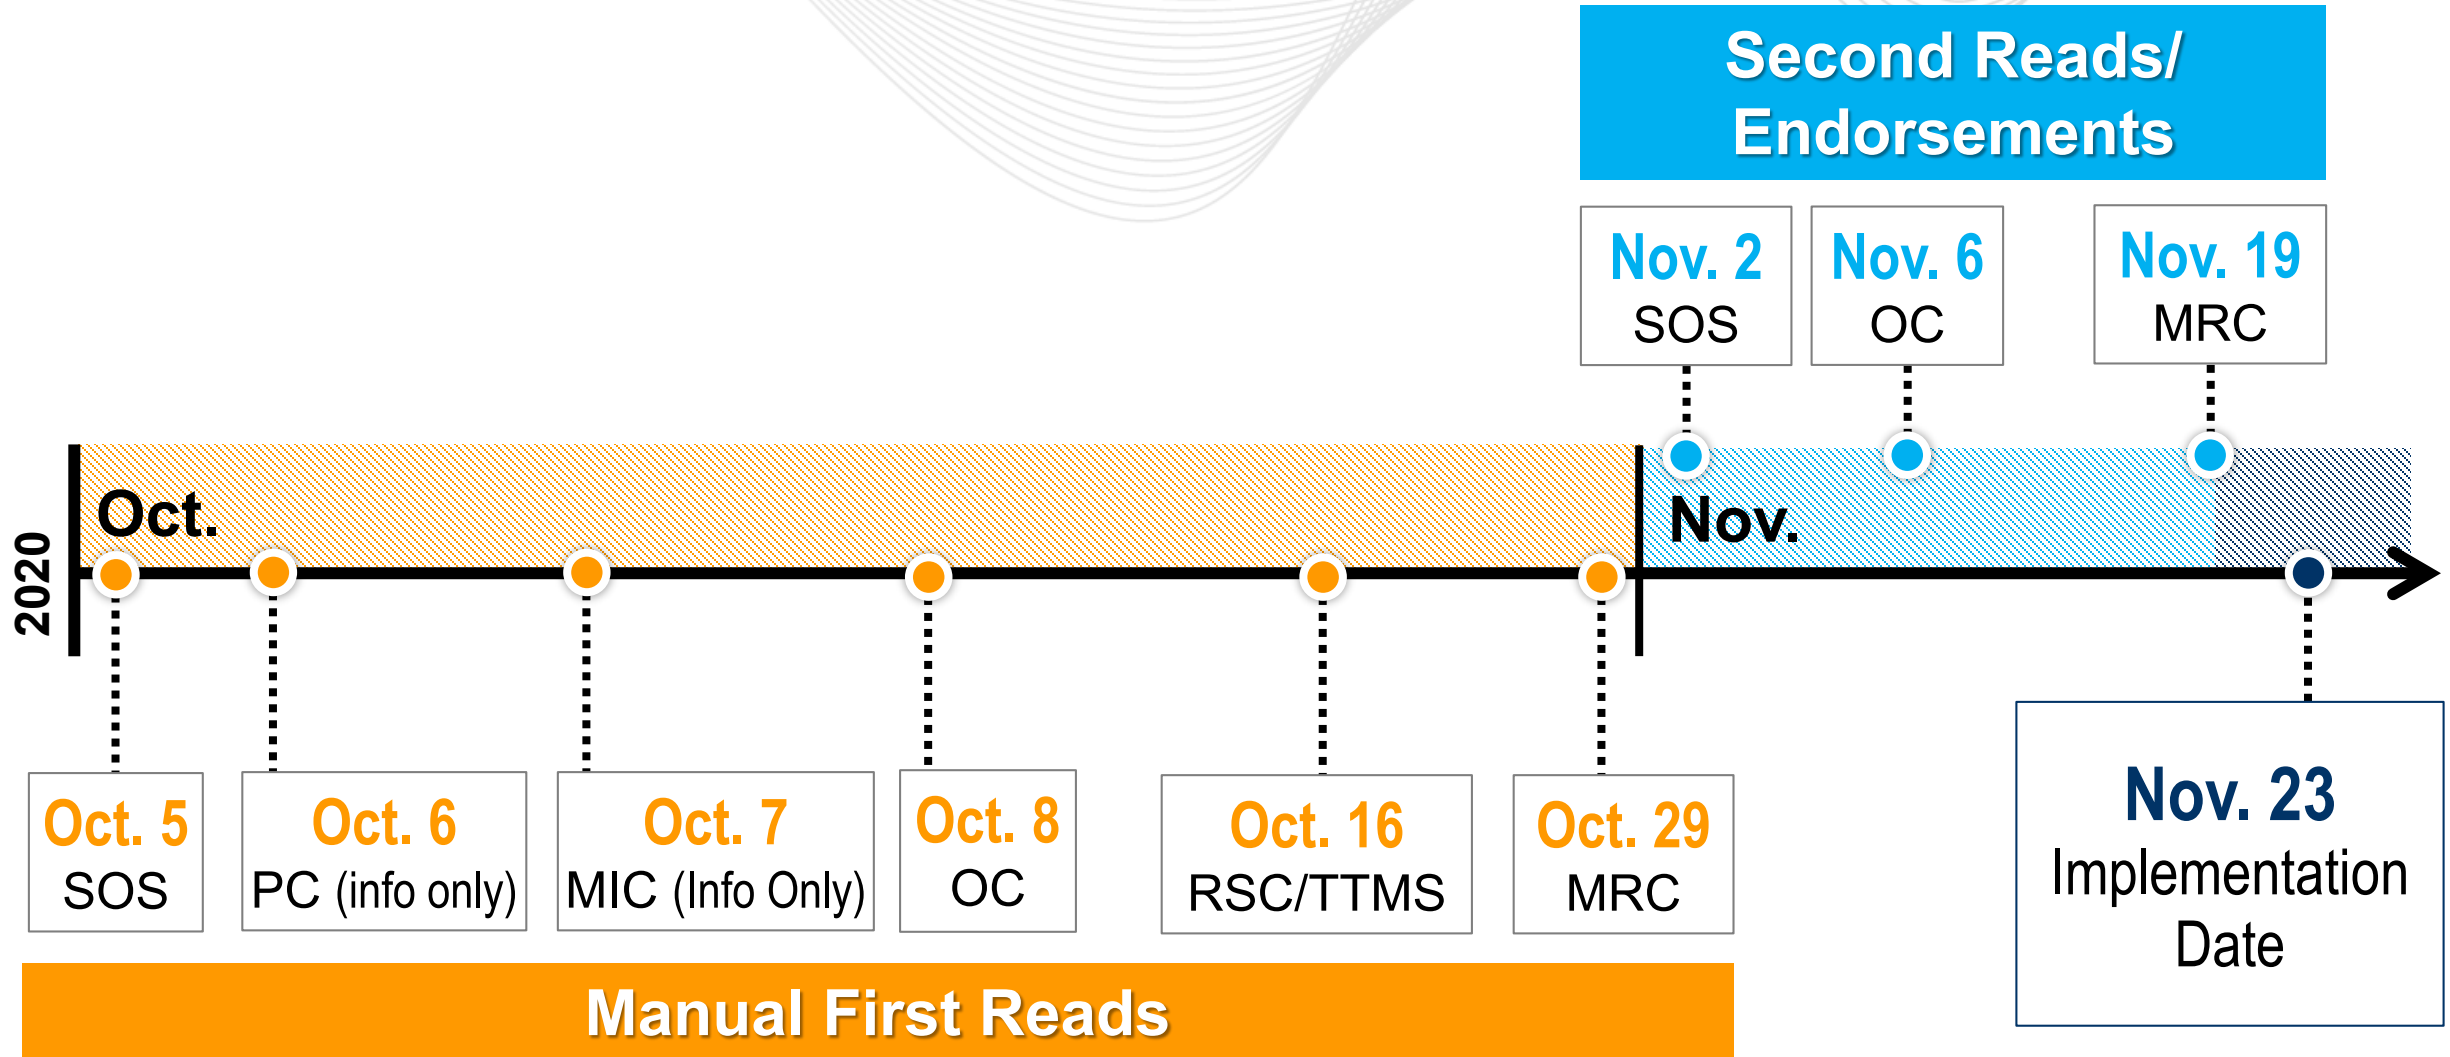 Second Reads/
Endorsements
Nov. 2
SOS
Nov. 6
OC
Nov. 19
MRC
2020
Oct.
Nov.
Oct. 5
SOS
Oct. 6
PC (info only)
Oct. 7
MIC (Info Only)
Oct. 8
OC
Oct. 16
RSC/TTMS
Oct. 29
MRC
Nov. 23
Implementation
Date
Manual First Reads